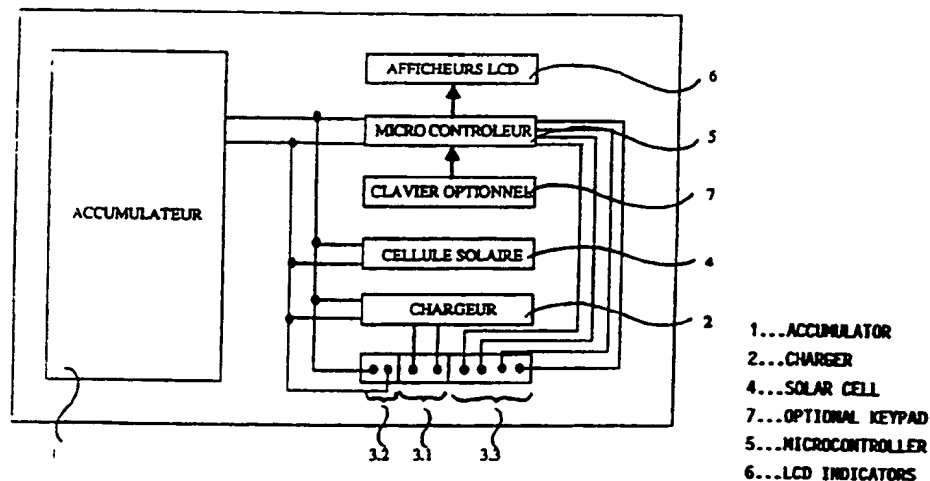 AFFICHEURS LCD
6
MICRO CONTROLEUR
5
CLAVIER OPTIONNEL
7
ACCUMULATEUR
CELLULE SOLAIRE
4
CHARGEUR
2
3.2 3.1 3.3
1
1...ACCUMULATOR
2...CHARGER
4...SOLAR CELL
7...OPTIONAL KEYPAD
5...MICROCONTROLLER
6...LCD INDICATORS